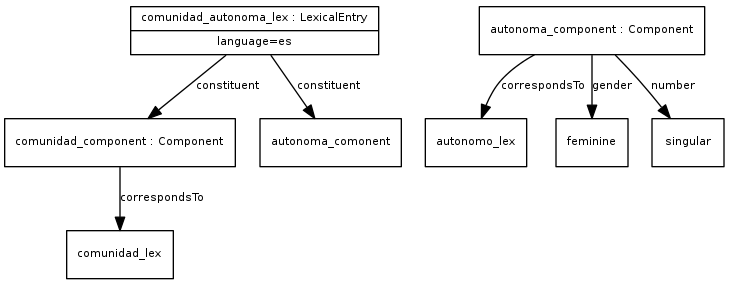 comunidad_autonoma_lex : LexicalEntry
language=es
autonoma_component : Component
constituent
constituent
correspondsTo
gender
number
comunidad_component : Component
autonoma_comonent
autonomo_lex
feminine
singular
correspondsTo
comunidad_lex